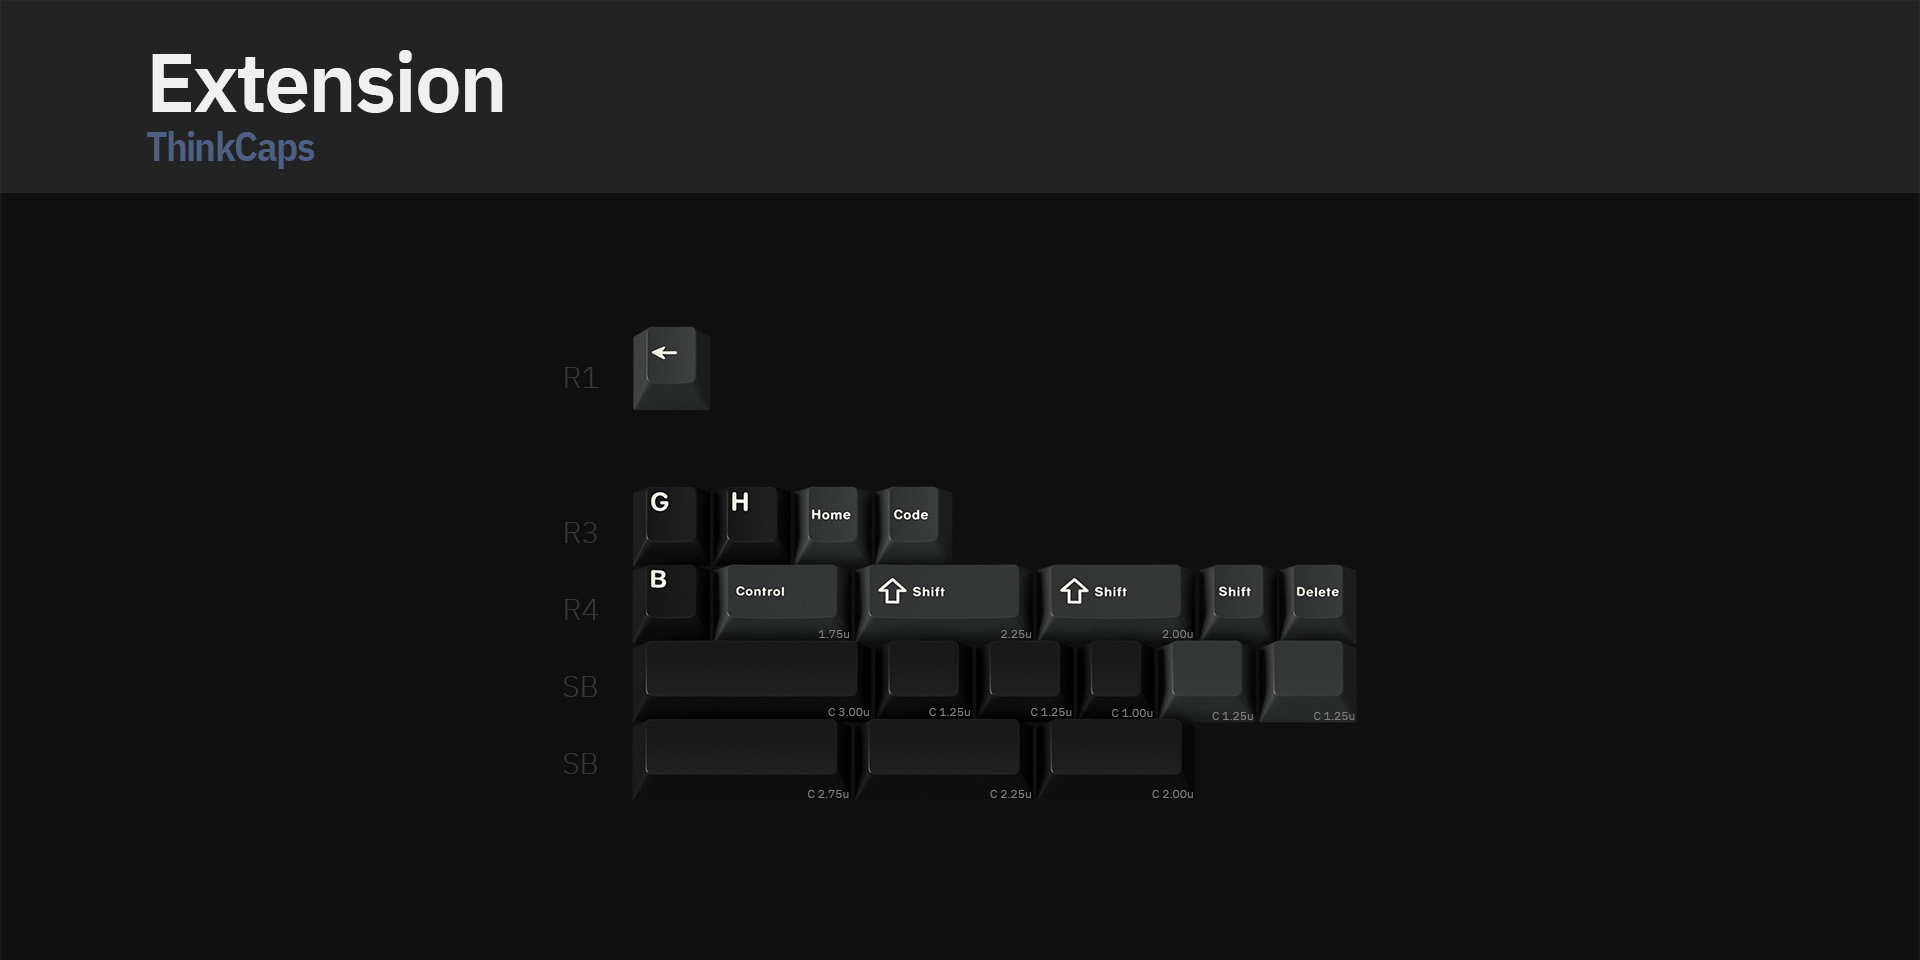 Extension
ThinkCaps
R1
←
R3
G
H
Home
Code
R4
B
Control
1.75u
Shift
2.25u
Shift
2.00u
Shift
Delete
SB
C 3.00u
C 1.25u
C 1.25u
C 1.00u
C 1.25u
C 1.25u
SB
C 2.75u
C 2.25u
C 2.00u